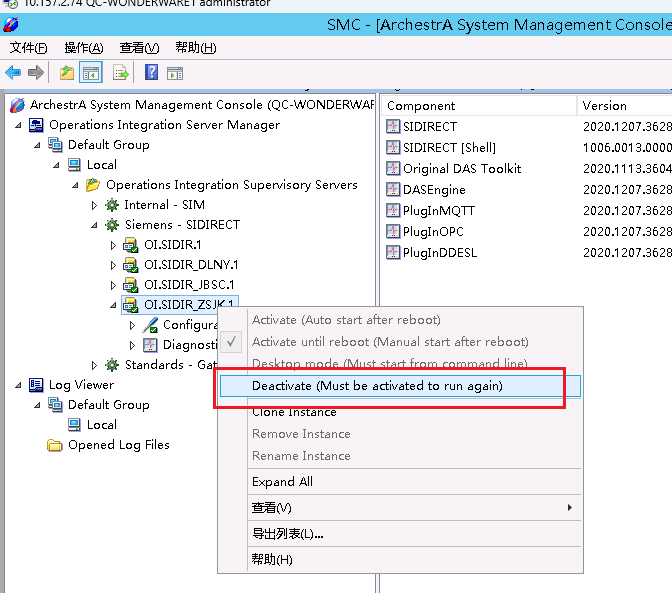 10.157.2.74 QC-WONDERWARE1 administrator
SMC - [ArchestrA System Management Console
文件(F) 操作(A) 查看(V) 帮助(H)
ArchestrA System Management Console (QC-WONDERWAR
Operations Integration Server Manager
Default Group
Local
Operations Integration Supervisory Servers
Internal - SIM
Siemens - SIDIRECT
OI.SIDIR.1
OI.SIDIR_DLNY.1
OI.SIDIR_JBSC.1
OI.SIDIR_ZSJK.1
Configura
Diagnosti
Standards - Gat
Log Viewer
Default Group
Local
Opened Log Files
Component Version
SIDIRECT 2020.1207.3628
SIDIRECT [Shell] 1006.0013.0000
Original DAS Toolkit 2020.1113.3604
DASEngine 2020.1207.3628
PlugInMQTT 2020.1207.3628
PlugInOPC 2020.1207.3628
PlugInDDESL 2020.1207.3628
Activate (Auto start after reboot)
Activate until reboot (Manual start after reboot)
Desktop mode (Must start from command line)
Deactivate (Must be activated to run again)
Clone Instance
Remove Instance
Rename Instance
Expand All
查看(V)
导出列表(L)...
帮助(H)